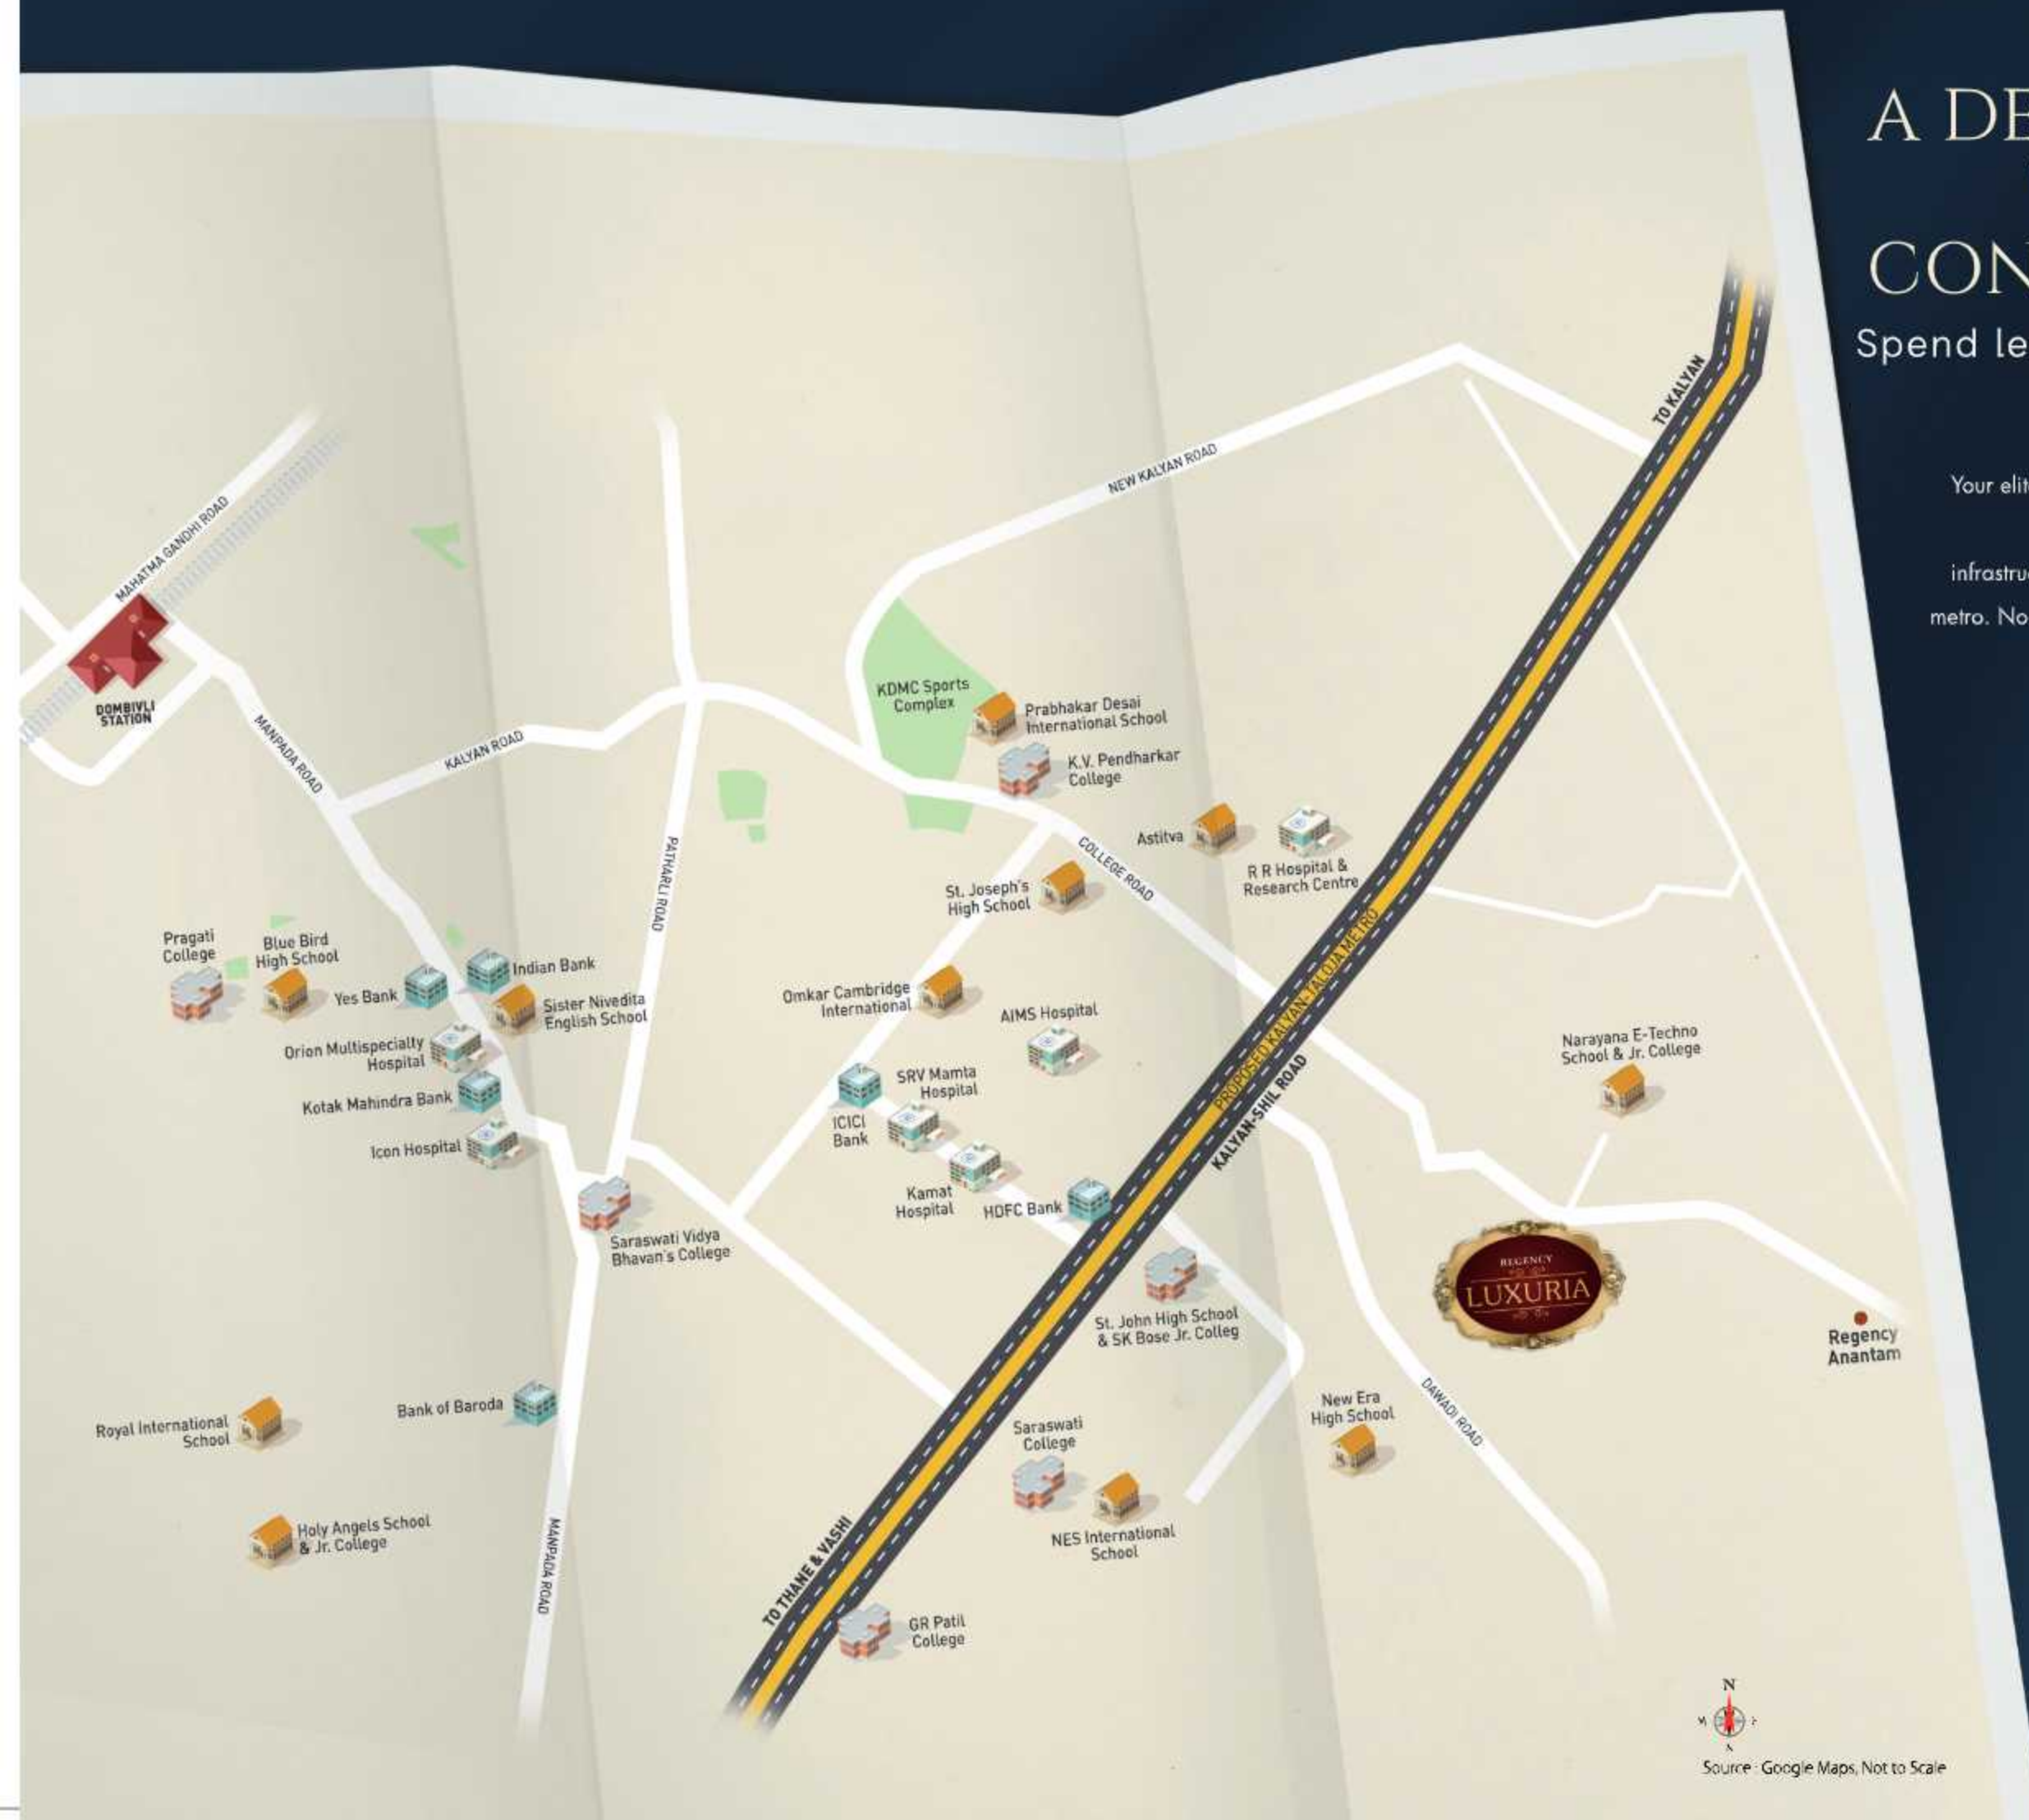 A DE
CON
Spend le
Your elit
infrastru
metro. No
TO KALYAN
NEW KALYAN ROAD
MAHATMA GANDHI ROAD
DOMBIVLI
STATION
MANPADA ROAD
KALYAN ROAD
KDMC Sports
Complex
Prabhakar Desai
International School
K.V. Pendharkar
College
PATHARLI ROAD
COLLEGE ROAD
Astitva
R R Hospital &
Research Centre
St. Joseph's
High School
PROPOSED KALYAN-TALOJA METRO
KALYAN-SHIL ROAD
Pragati
College
Blue Bird
High School
Yes Bank
Indian Bank
Sister Nivedita
English School
Orion Multispecialty
Hospital
Kotak Mahindra Bank
Icon Hospital
Omkar Cambridge
International
AIMS Hospital
SRV Mamta
Hospital
ICICI
Bank
Kamat
Hospital
HDFC Bank
Narayana E-Techno
School & Jr. College
Saraswati Vidya
Bhavan's College
REGENCY
LUXURIA
St. John High School
& SK Bose Jr. Colleg
Regency
Anantam
New Era
High School
DAWADI ROAD
Royal International
School
Bank of Baroda
Saraswati
College
NES International
School
Holy Angels School
& Jr. College
MANPADA ROAD
TO THANE & VASHI
GR Patil
College
N
Source : Google Maps, Not to Scale